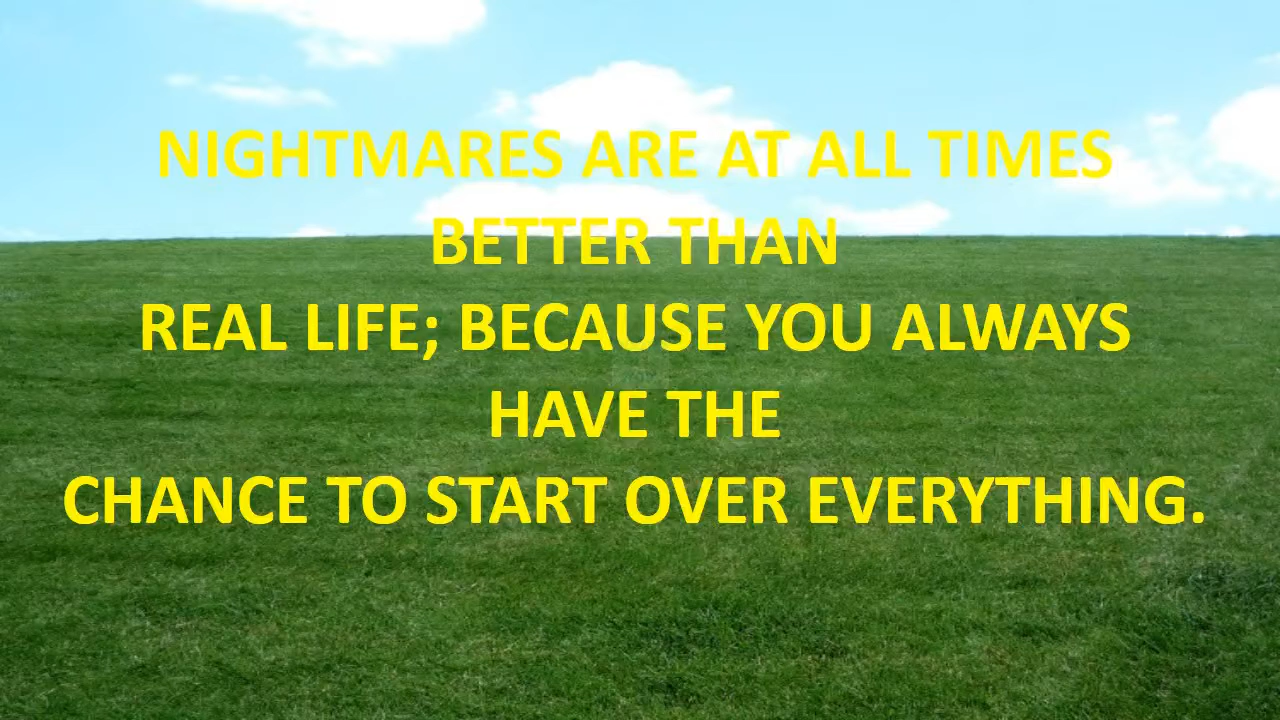 NIGHTMARES ARE AT ALL TIMES
BETTER THAN
REAL LIFE; BECAUSE YOU ALWAYS
HAVE THE
CHANCE TO START OVER EVERYTHING.